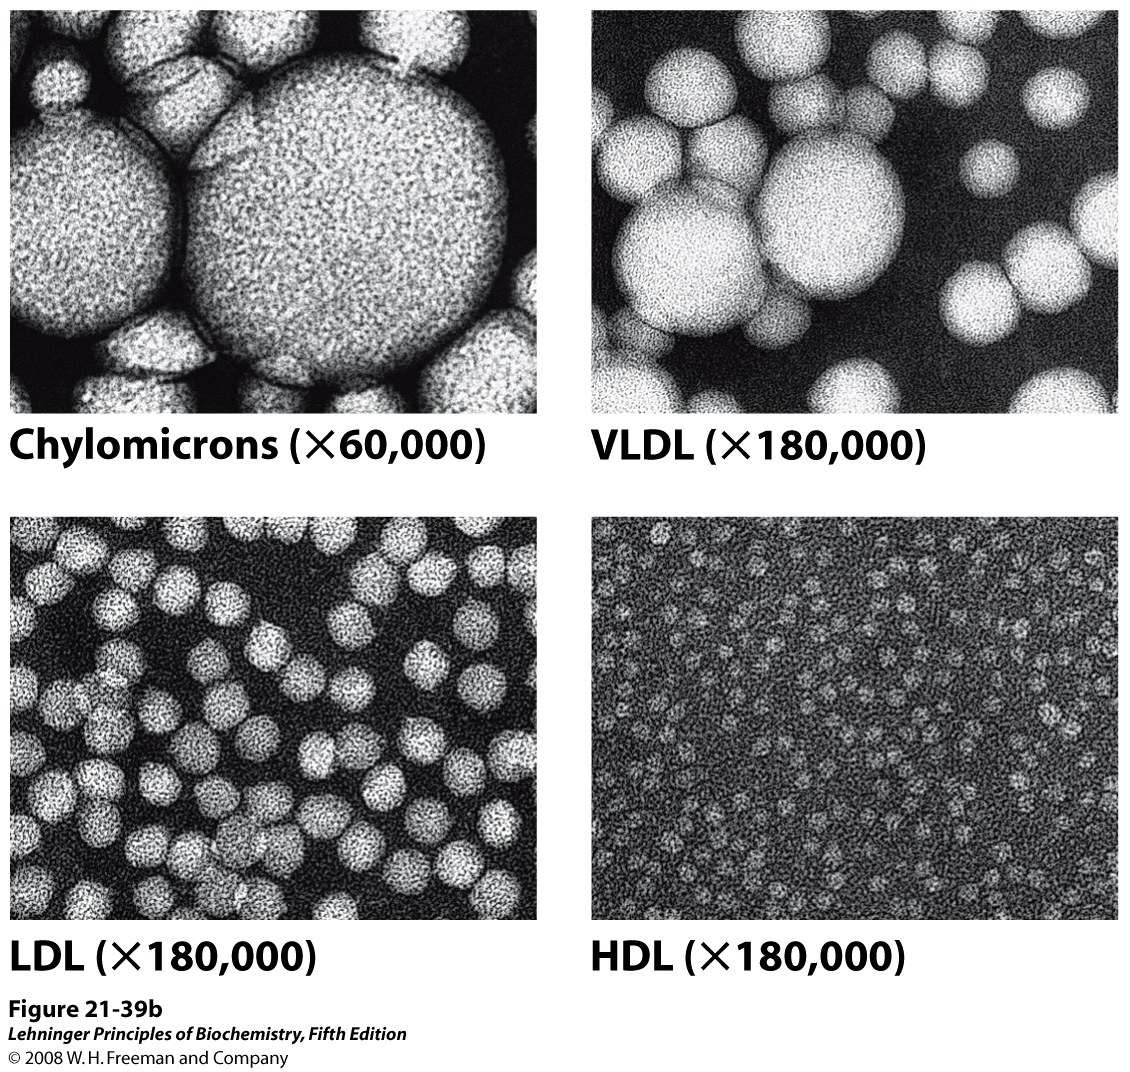 Chylomicrons (×60,000)
VLDL (×180,000)
LDL (×180,000)
HDL (×180,000)
Figure 21-39b
Lehninger Principles of Biochemistry, Fifth Edition
© 2008 W. H. Freeman and Company